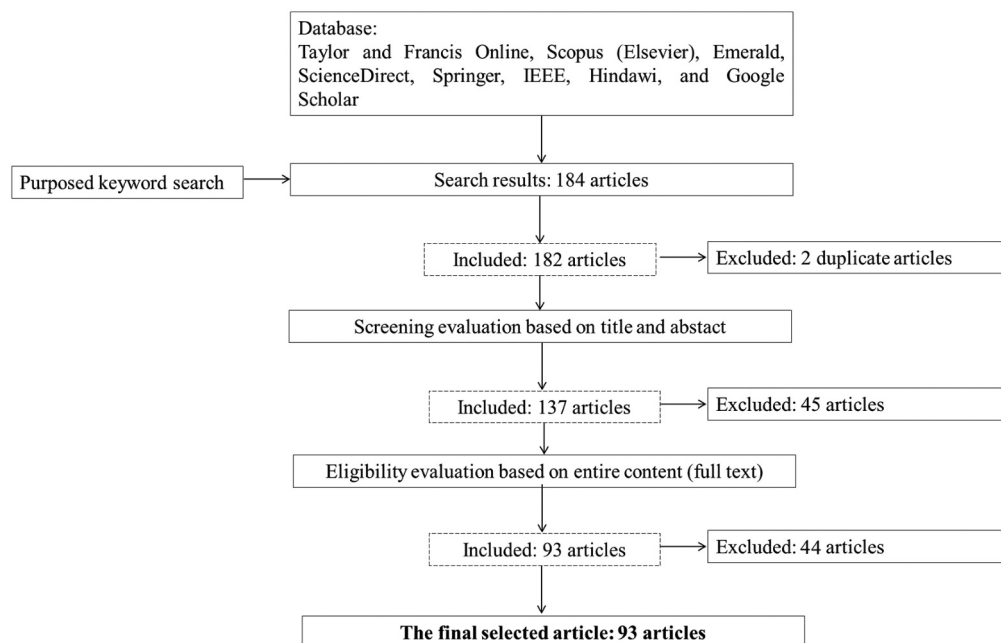 Database:
Taylor and Francis Online, Scopus (Elsevier), Emerald,
ScienceDirect, Springer, IEEE, Hindawi, and Google
Scholar
Purposed keyword search
Search results: 184 articles
Included: 182 articles
Excluded: 2 duplicate articles
Screening evaluation based on title and abstact
Included: 137 articles
Excluded: 45 articles
Eligibility evaluation based on entire content (full text)
Included: 93 articles
Excluded: 44 articles
The final selected article: 93 articles